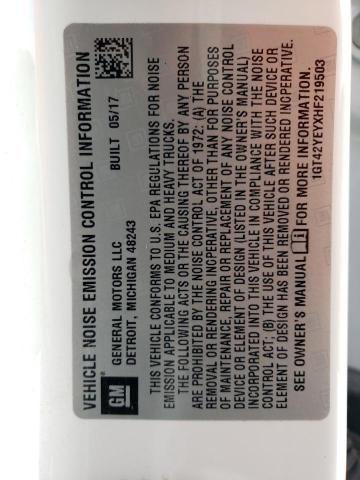 VEHICLE NOISE EMISSION CONTROL INFORMATION
GM
GENERAL MOTORS LLC BUILT 05/17
DETROIT, MICHIGAN 48243
THIS VEHICLE CONFORMS TO U.S. EPA REGULATIONS FOR NOISE
EMISSION APPLICABLE TO MEDIUM AND HEAVY TRUCKS.
THE FOLLOWING ACTS OR THE CAUSING THEREOF BY ANY PERSON
ARE PROHIBITED BY THE NOISE CONTROL ACT OF 1972; (A) THE
REMOVAL OR RENDERING INOPERATIVE, OTHER THAN FOR PURPOSES
OF MAINTENANCE, REPAIR OR REPLACEMENT OF ANY NOISE CONTROL
DEVICE OR ELEMENT OF DESIGN (LISTED IN THE OWNER'S MANUAL)
INCORPORATED INTO THIS VEHICLE IN COMPLIANCE WITH THE NOISE
CONTROL ACT; (B) THE USE OF THIS VEHICLE AFTER SUCH DEVICE OR
ELEMENT OF DESIGN HAS BEEN REMOVED OR RENDERED INOPERATIVE.
SEE OWNER'S MANUAL FOR MORE INFORMATION. 1GT42YEYXHF219503